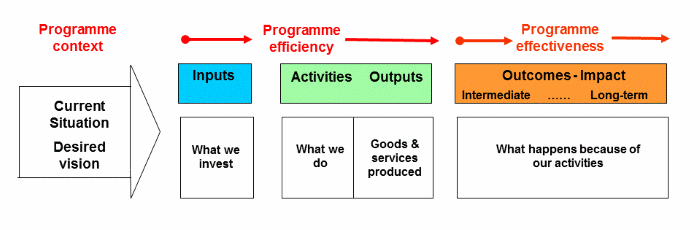 Programme
context
Programme
efficiency
Programme
effectiveness
Inputs
Activities Outputs
Outcomes - Impact
Intermediate ...... Long-term
Current
Situation
Desired
vision
What we
invest
What we
do
Goods &
services
produced
What happens because of
our activities